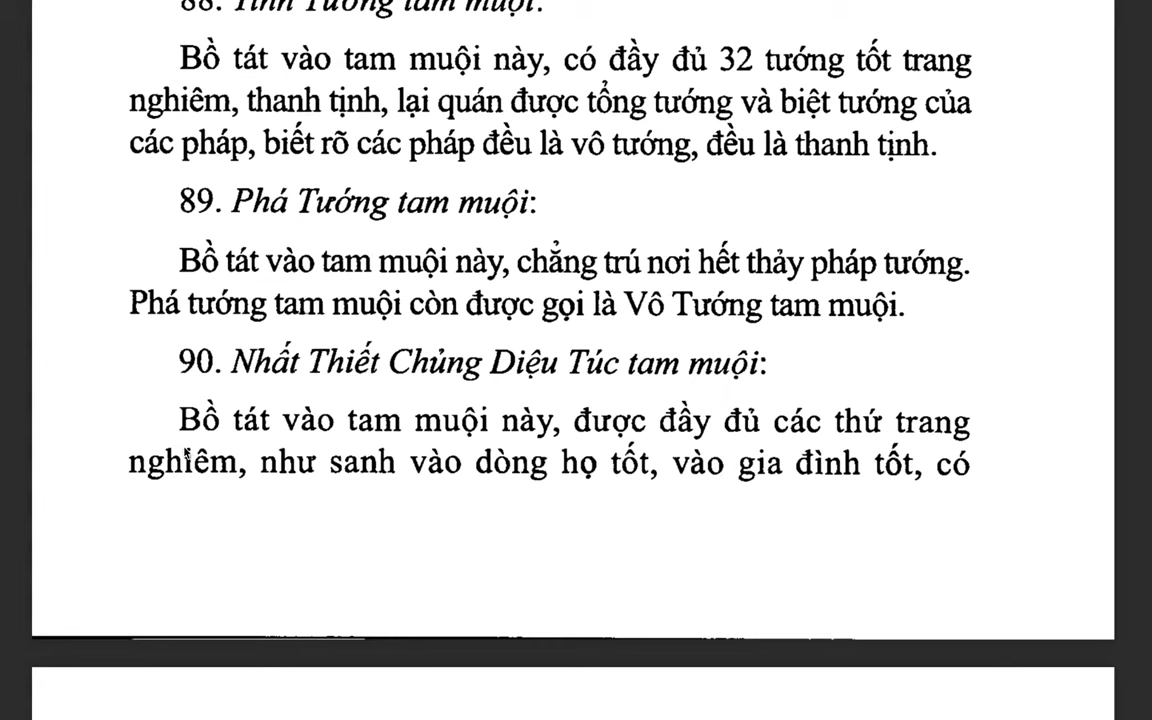 88. Tịnh Tướng tam muội:
Bồ tát vào tam muội này, có đầy đủ 32 tướng tốt trang
nghiêm, thanh tịnh, lại quán được tổng tướng và biệt tướng của
các pháp, biết rõ các pháp đều là vô tướng, đều là thanh tịnh.
89. Phá Tướng tam muội:
Bồ tát vào tam muội này, chẳng trú nơi hết thảy pháp tướng.
Phá tướng tam muội còn được gọi là Vô Tướng tam muội.
90. Nhất Thiết Chủng Diệu Túc tam muội:
Bồ tát vào tam muội này, được đầy đủ các thứ trang
nghiêm, như sanh vào dòng họ tốt, vào gia đình tốt, có